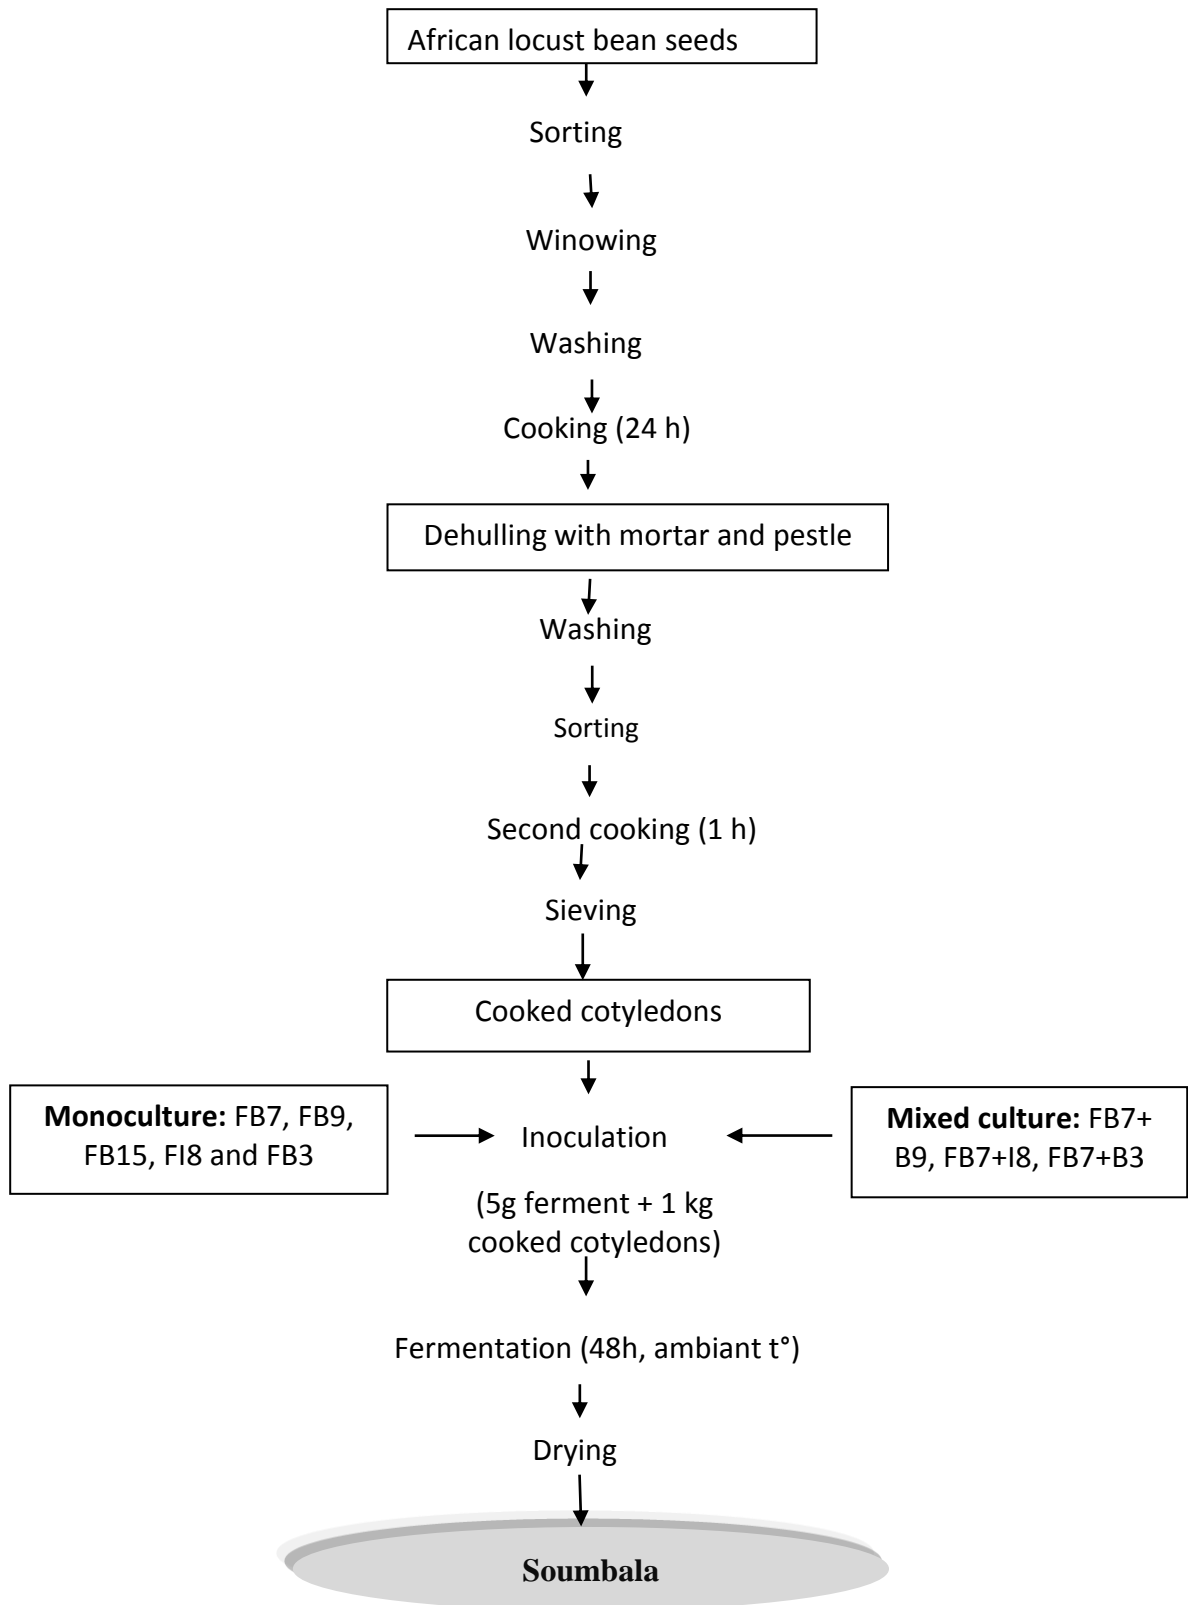 African locust bean seeds
Sorting
Winowing
Washing
Cooking (24 h)
Dehulling with mortar and pestle
Washing
Sorting
Second cooking (1 h)
Sieving
Cooked cotyledons
Monoculture: FB7, FB9,
FB15, FI8 and FB3
Inoculation
Mixed culture: FB7+
B9, FB7+I8, FB7+B3
(5g ferment + 1 kg
cooked cotyledons)
Fermentation (48h, ambiant t°)
Drying
Soumbala